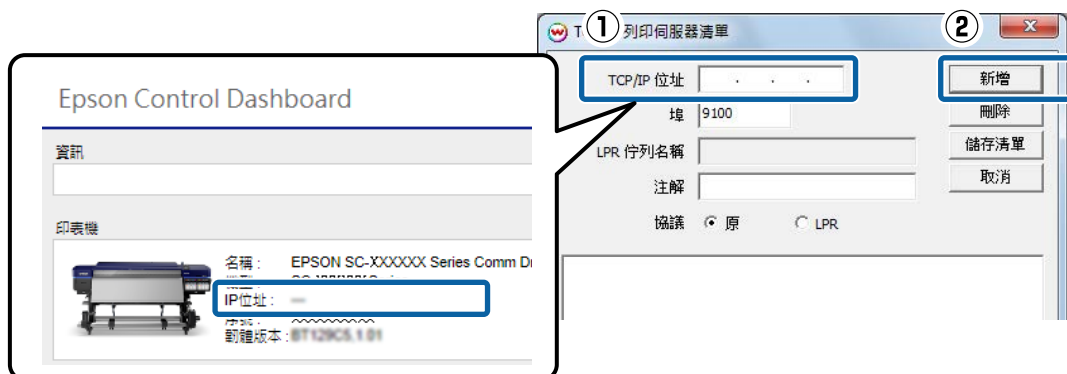 Epson Control Dashboard
資訊
印表機
名稱： EPSON SC-XXXXXX Series Comm Dr
IP位址：
韌體版本：
①
②
列印伺服器清單
TCP/IP 位址 . . .
新增
埠 9100
刪除
LPR 佇列名稱
儲存清單
注解
取消
協議 原 LPR